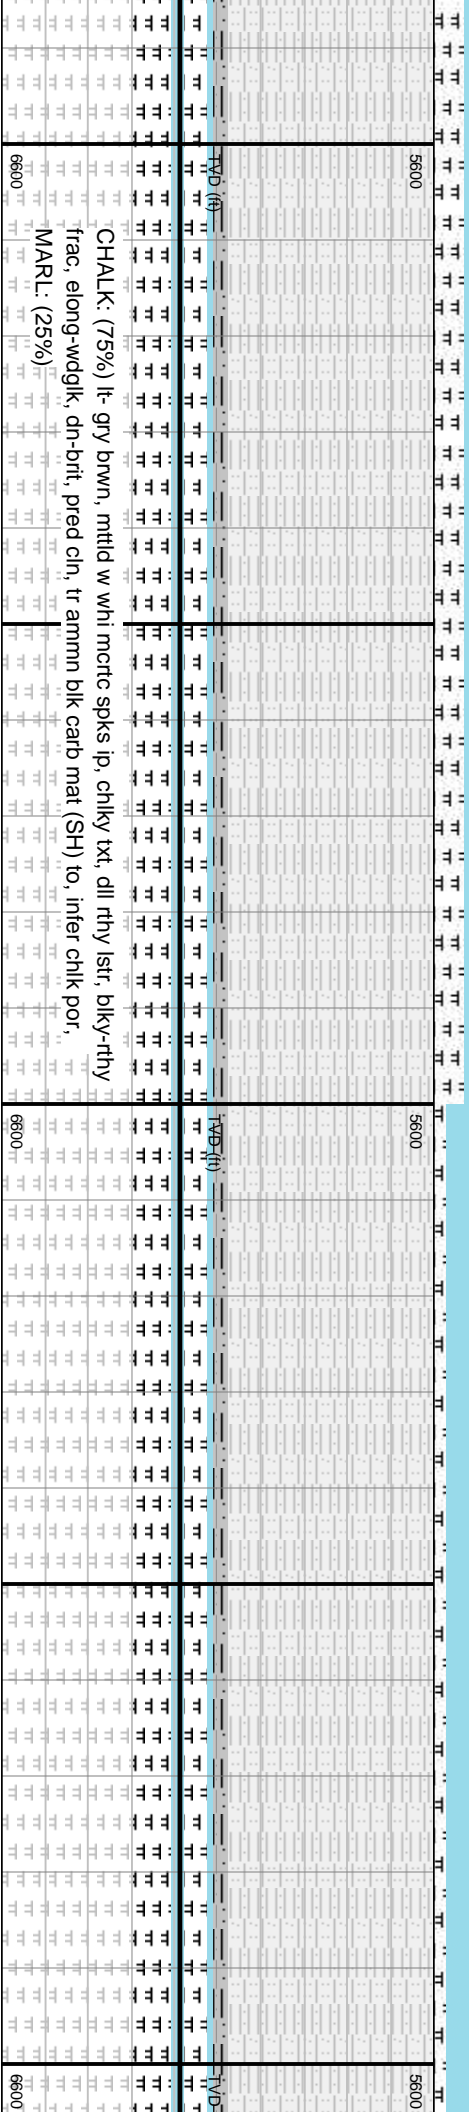 5600
TVD (ft)
6600
CHALK: (75%) lt- gry brwn, mttld w whi mcrtc spks ip, chlky txt, dll rthy lstr, blky-rthy
frac, elong-wdglk, dn-brit, pred cln, tr ammn blk carb mat (SH) to, infer chlk por,
MARL: (25%)
5600
TVD (ft)
6600
5600
TVD
6600